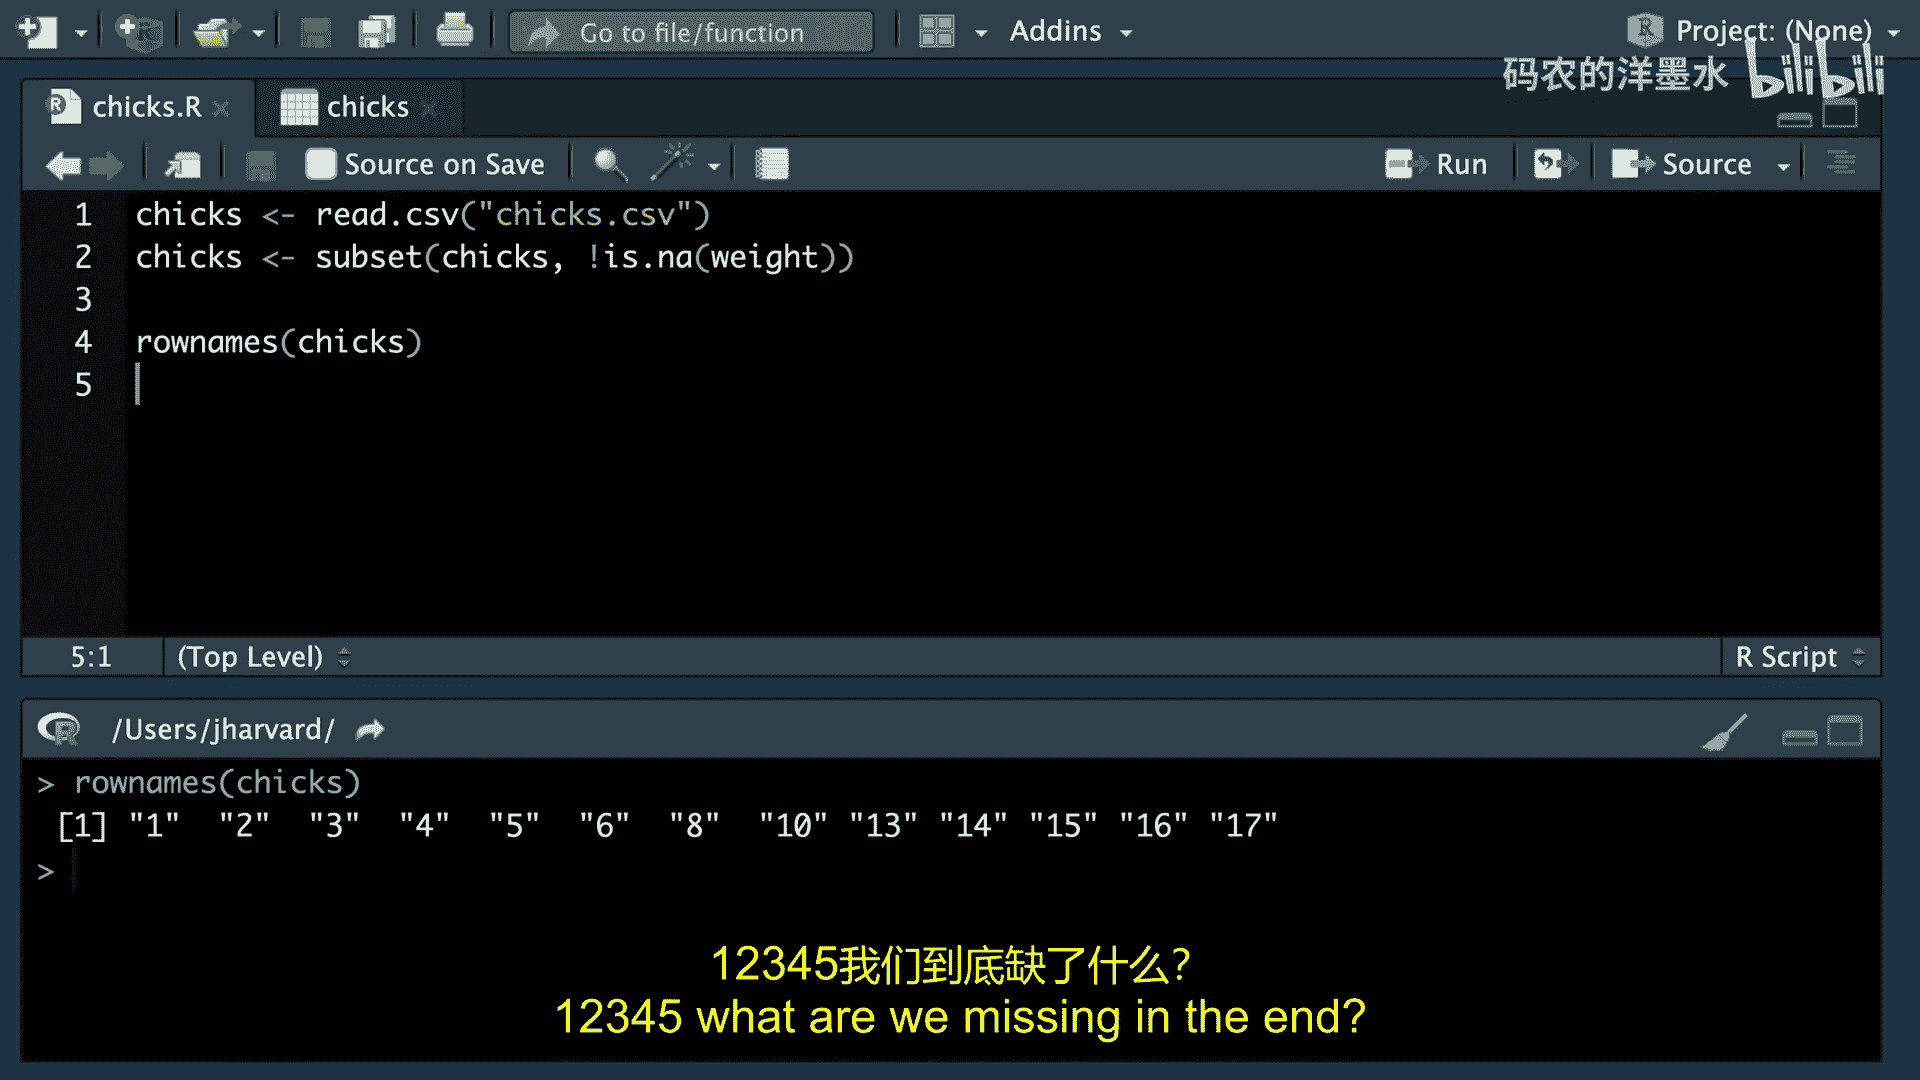 Go to file/function
Addins
Project: (None)
码农的洋墨水 bilibili
chicks.R
chicks
Source on Save
Run
Source
1 chicks <- read.csv("chicks.csv")
2 chicks <- subset(chicks, !is.na(weight))
3
4 rownames(chicks)
5
5:1
(Top Level)
R Script
/Users/jharvard/
> rownames(chicks)
[1] "1" "2" "3" "4" "5" "6" "8" "10" "13" "14" "15" "16" "17"
>
12345我们到底缺了什么?
12345 what are we missing in the end?